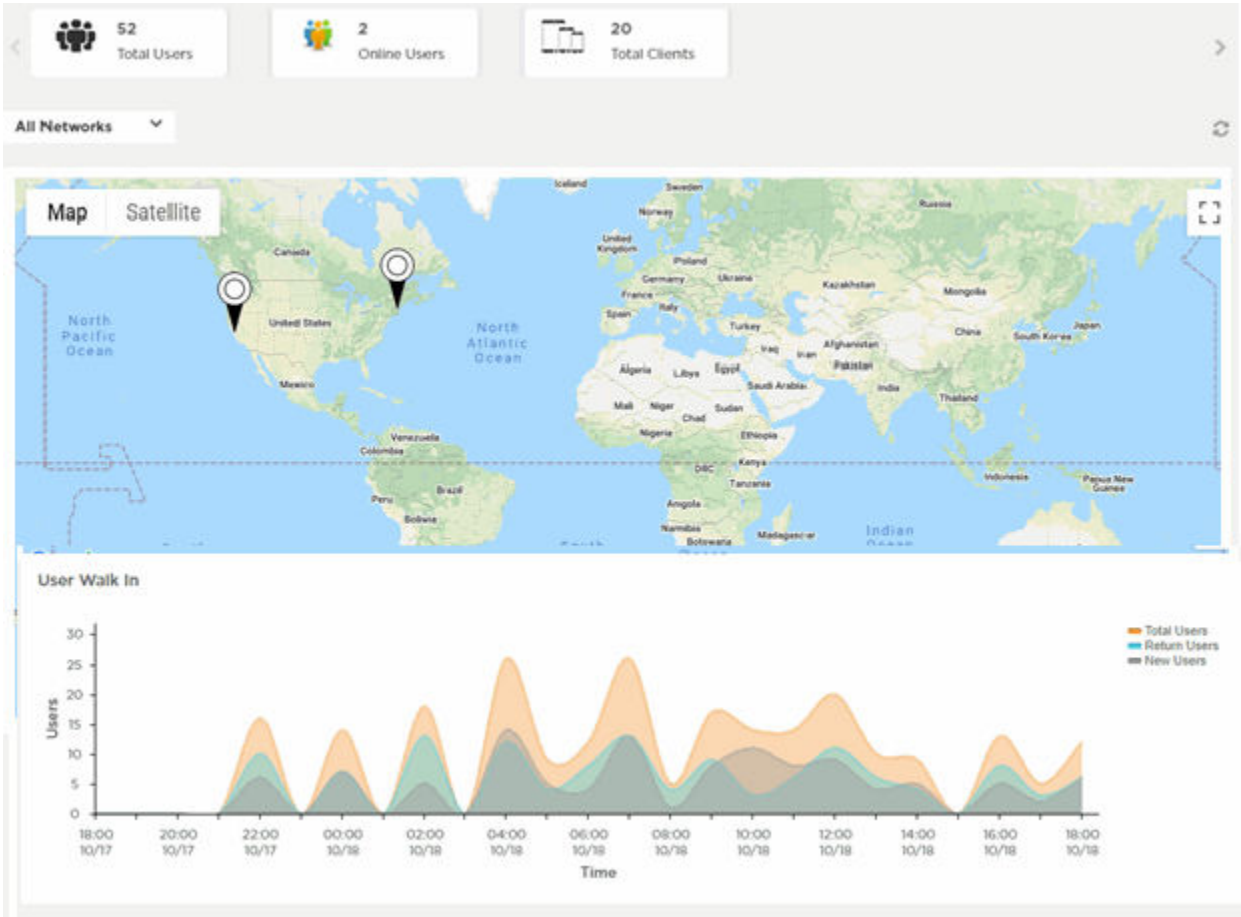 52
Total Users
2
Online Users
20
Total Clients
All Networks
Map
Satellite
Iceland
Sweden
Norway
Russia
United
Kingdom
Canada
Poland
Germany
Ukraine
Kazakhstan
Mongolia
France
Italy
Spain
North
Pacific
Ocean
United States
North
Atlantic
Ocean
Turkey
China
South Korea
Japan
Iraq
Iran
Afghanistan
Pakistan
Algeria
Libya
Egypt
Saudi Arabia
India
Mexico
Thailand
Mali
Niger
Chad
Sudan
Nigeria
Ethiopia
Venezuela
Colombia
DRC
Kenya
Tanzania
Indonesia
Papua New
Guinea
Brazil
Peru
Angola
Bolivia
Namibia
Botswana
Madagascar
Indian
User Walk In
Total Users
Return Users
New Users
Users
30
25
20
15
10
5
0
18:00 20:00 22:00 00:00 02:00 04:00 06:00 08:00 10:00 12:00 14:00 16:00 18:00
10/17 10/17 10/17 10/18 10/18 10/18 10/18 10/18 10/18 10/18 10/18 10/18 10/18
Time